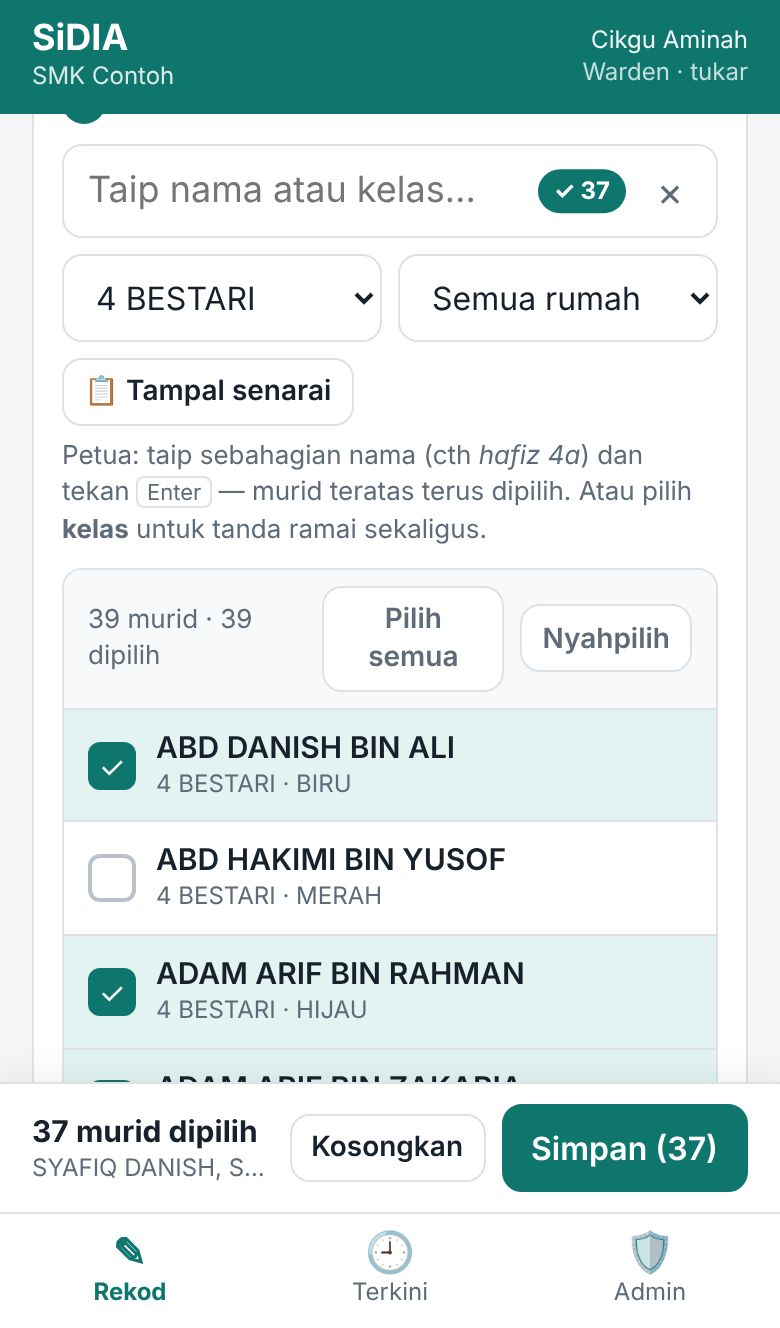 SiDIA
SMK Contoh
Cikgu Aminah
Warden · tukar
Taip nama atau kelas...
✓ 37
×
4 BESTARI
Semua rumah
📋 Tampal senarai
Petua: taip sebahagian nama (cth hafiz 4a) dan
tekan Enter — murid teratas terus dipilih. Atau pilih
kelas untuk tanda ramai sekaligus.
39 murid · 39
dipilih
Pilih
semua
Nyahpilih
ABD DANISH BIN ALI
4 BESTARI · BIRU
ABD HAKIMI BIN YUSOF
4 BESTARI · MERAH
ADAM ARIF BIN RAHMAN
4 BESTARI · HIJAU
ADAM ARIF BIN ZAKARIA
37 murid dipilih
SYAFIQ DANISH, S...
Kosongkan
Simpan (37)
Rekod
Terkini
Admin